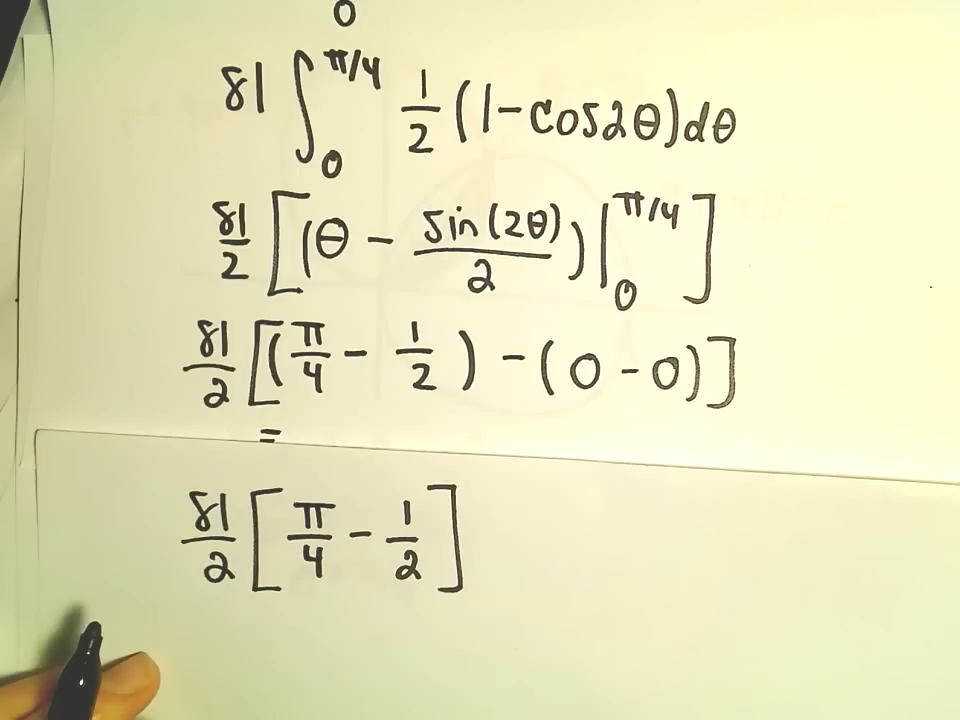 0
81 ∫₀^{π/4} 1/2 (1-cos2θ)dθ
81/2 [(θ - sin(2θ)/2)|₀^{π/4}]
81/2 [(π/4 - 1/2) - (0-0)]
=
81/2 [π/4 - 1/2]